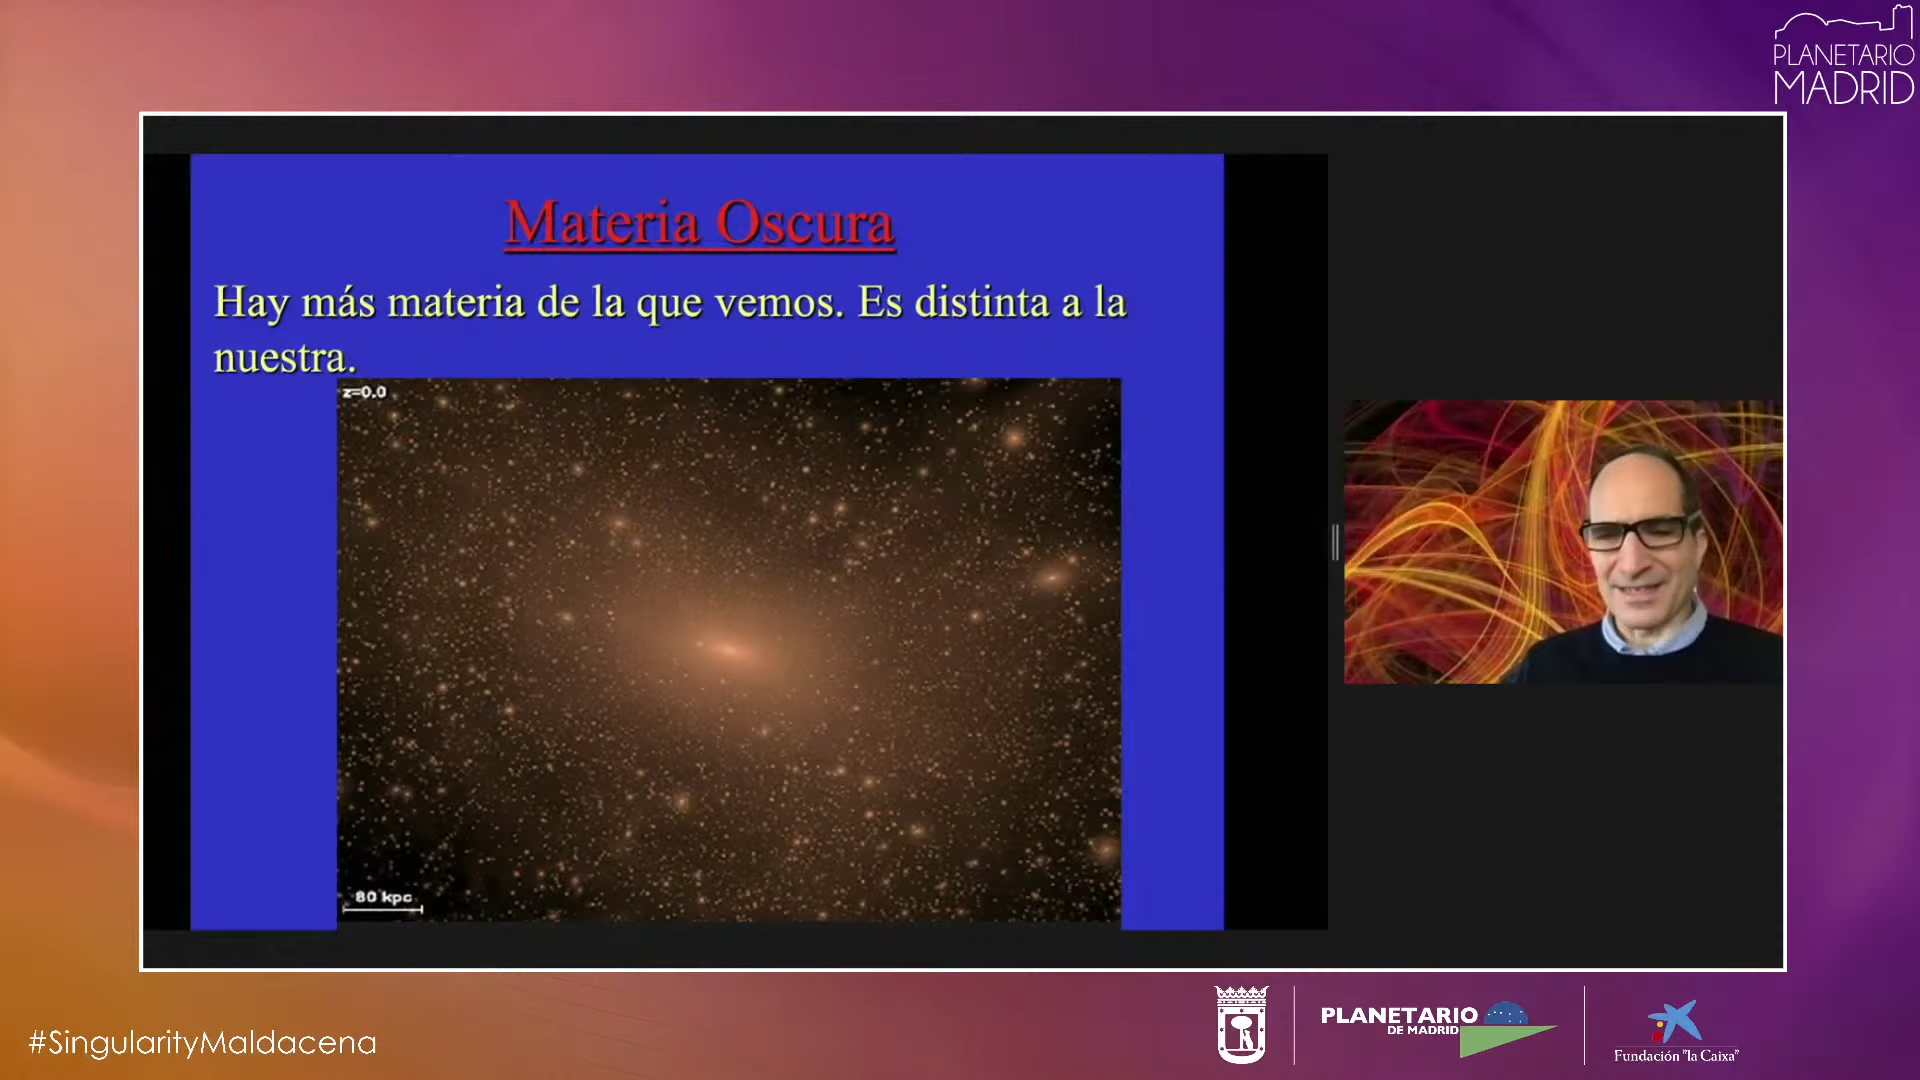 PLANETARIO
MADRID
Materia Oscura
Hay más materia de la que vemos. Es distinta a la
nuestra.
z=0.0
80 kpc
#SingularityMaldacena
PLANETARIO
DE MADRID
Fundación "la Caixa"